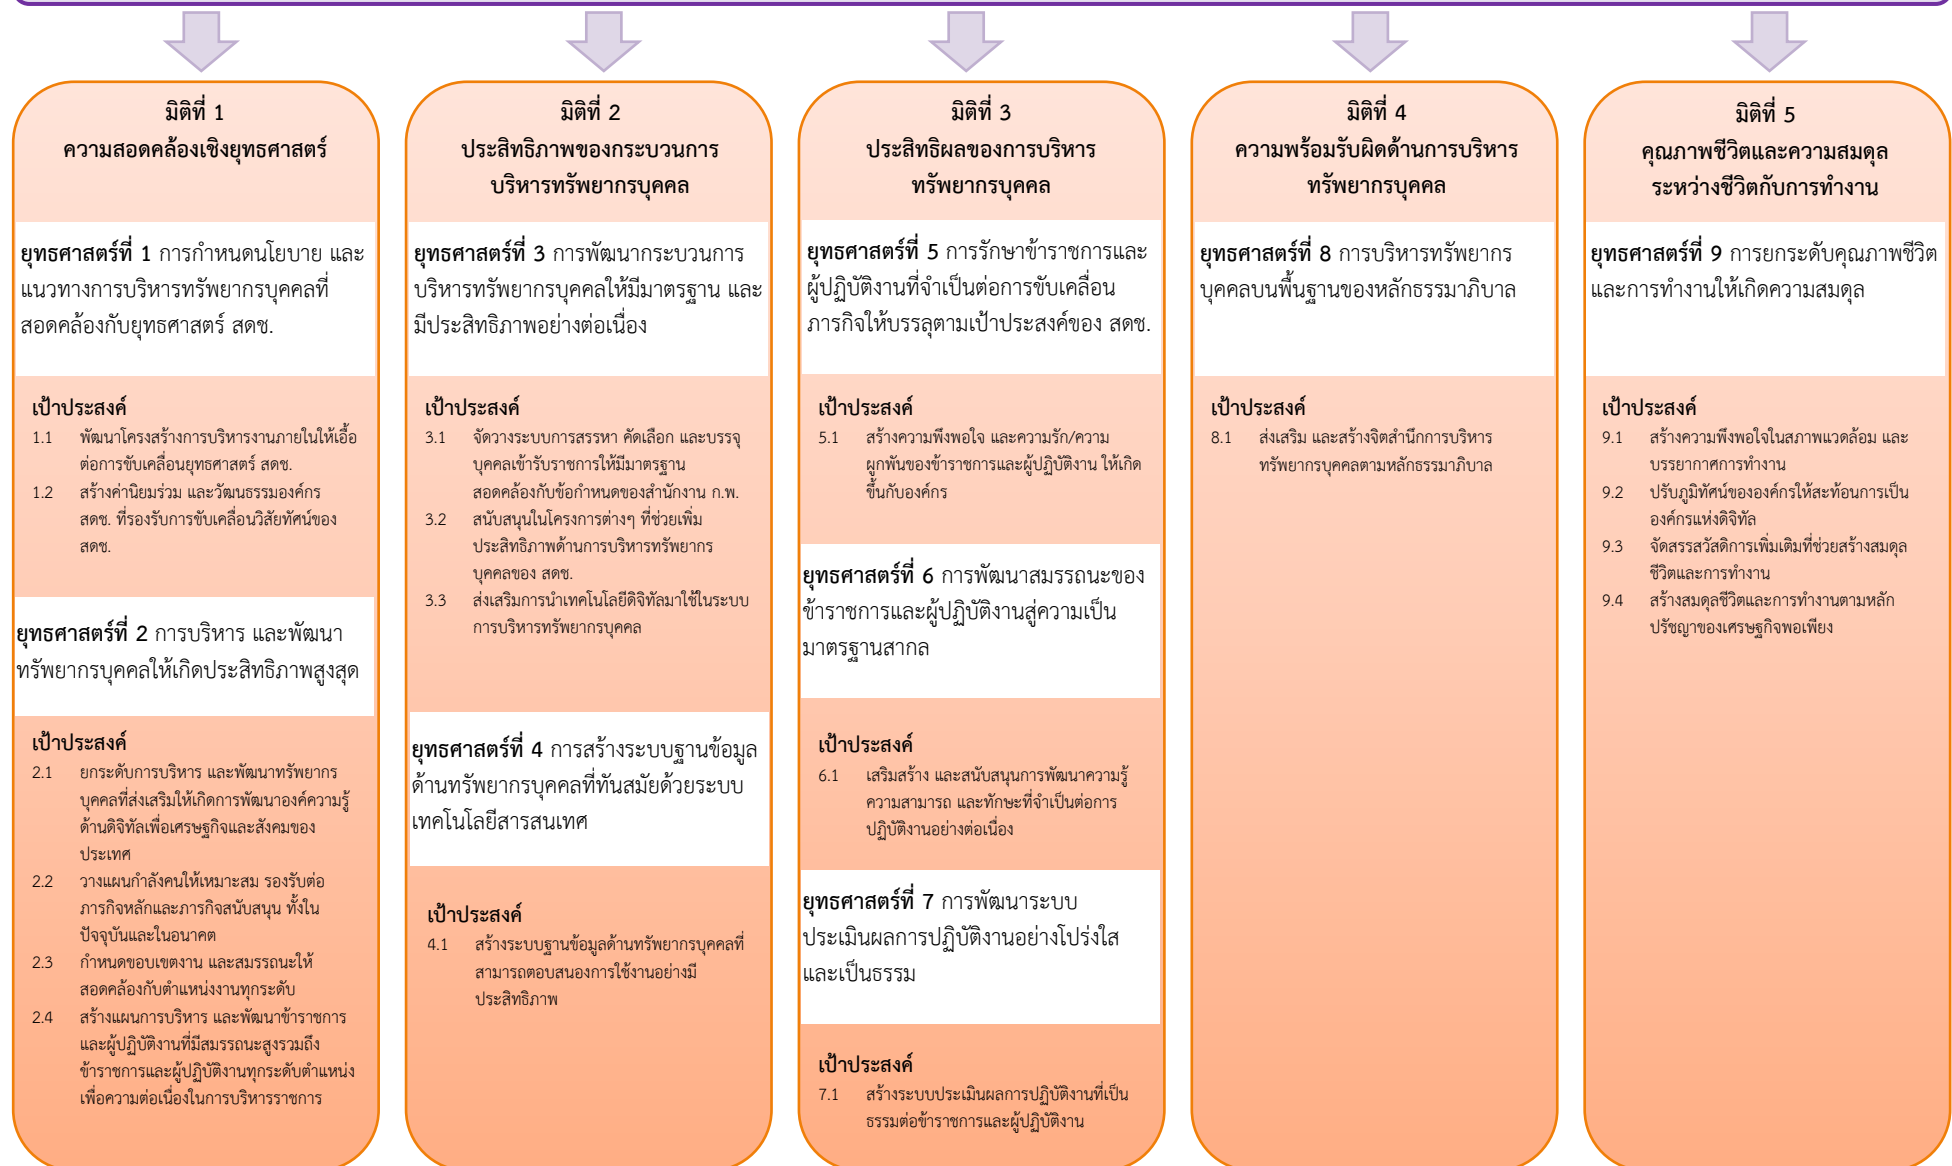 มิติที่ 1
ความสอดคล้องเชิงยุทธศาสตร์
ยุทธศาสตร์ที่ 1 การกำหนดนโยบาย และ
แนวทางการบริหารทรัพยากรบุคคลที่
สอดคล้องกับยุทธศาสตร์ สดช.
เป้าประสงค์
1.1 พัฒนาโครงสร้างการบริหารงานภายในให้เอื้อ
ต่อการขับเคลื่อนยุทธศาสตร์ สดช.
1.2 สร้างค่านิยมร่วม และวัฒนธรรมองค์กร
สดช. ที่รองรับการขับเคลื่อนวิสัยทัศน์ของ
สดช.
ยุทธศาสตร์ที่ 2 การบริหาร และพัฒนา
ทรัพยากรบุคคลให้เกิดประสิทธิภาพสูงสุด
เป้าประสงค์
2.1 ยกระดับการบริหาร และพัฒนาทรัพยากร
บุคคลที่ส่งเสริมให้เกิดการพัฒนาองค์ความรู้
ด้านดิจิทัลเพื่อเศรษฐกิจและสังคมของ
ประเทศ
2.2 วางแผนกำลังคนให้เหมาะสม รองรับต่อ
ภารกิจหลักและภารกิจสนับสนุน ทั้งใน
ปัจจุบันและในอนาคต
2.3 กำหนดขอบเขตงาน และสมรรถนะให้
สอดคล้องกับตำแหน่งงานทุกระดับ
2.4 สร้างแผนการบริหาร และพัฒนาข้าราชการ
และผู้ปฏิบัติงานที่มีสมรรถนะสูงรวมถึง
ข้าราชการและผู้ปฏิบัติงานทุกระดับตำแหน่ง
เพื่อความต่อเนื่องในการบริหารราชการ
มิติที่ 2
ประสิทธิภาพของกระบวนการ
บริหารทรัพยากรบุคคล
ยุทธศาสตร์ที่ 3 การพัฒนากระบวนการ
บริหารทรัพยากรบุคคลให้มีมาตรฐาน และ
มีประสิทธิภาพอย่างต่อเนื่อง
เป้าประสงค์
3.1 จัดวางระบบการสรรหา คัดเลือก และบรรจุ
บุคคลเข้ารับราชการให้มีมาตรฐาน
สอดคล้องกับข้อกำหนดของสำนักงาน ก.พ.
3.2 สนับสนุนในโครงการต่างๆ ที่ช่วยเพิ่ม
ประสิทธิภาพด้านการบริหารทรัพยากร
บุคคลของ สดช.
3.3 ส่งเสริมการนำเทคโนโลยีดิจิทัลมาใช้ในระบบ
การบริหารทรัพยากรบุคคล
ยุทธศาสตร์ที่ 4 การสร้างระบบฐานข้อมูล
ด้านทรัพยากรบุคคลที่ทันสมัยด้วยระบบ
เทคโนโลยีสารสนเทศ
เป้าประสงค์
4.1 สร้างระบบฐานข้อมูลด้านทรัพยากรบุคคลที่
สามารถตอบสนองการใช้งานอย่างมี
ประสิทธิภาพ
มิติที่ 3
ประสิทธิผลของการบริหาร
ทรัพยากรบุคคล
ยุทธศาสตร์ที่ 5 การรักษาข้าราชการและ
ผู้ปฏิบัติงานที่จำเป็นต่อการขับเคลื่อน
ภารกิจให้บรรลุตามเป้าประสงค์ของ สดช.
เป้าประสงค์
5.1 สร้างความพึงพอใจ และความรัก/ความ
ผูกพันของข้าราชการและผู้ปฏิบัติงาน ให้เกิด
ขึ้นกับองค์กร
ยุทธศาสตร์ที่ 6 การพัฒนาสมรรถนะของ
ข้าราชการและผู้ปฏิบัติงานสู่ความเป็น
มาตรฐานสากล
เป้าประสงค์
6.1 เสริมสร้าง และสนับสนุนการพัฒนาความรู้
ความสามารถ และทักษะที่จำเป็นต่อการ
ปฏิบัติงานอย่างต่อเนื่อง
ยุทธศาสตร์ที่ 7 การพัฒนาระบบ
ประเมินผลการปฏิบัติงานอย่างโปร่งใส
และเป็นธรรม
เป้าประสงค์
7.1 สร้างระบบประเมินผลการปฏิบัติงานที่เป็น
ธรรมต่อข้าราชการและผู้ปฏิบัติงาน
มิติที่ 4
ความพร้อมรับผิดด้านการบริหาร
ทรัพยากรบุคคล
ยุทธศาสตร์ที่ 8 การบริหารทรัพยากร
บุคคลบนพื้นฐานของหลักธรรมาภิบาล
เป้าประสงค์
8.1 ส่งเสริม และสร้างจิตสำนึกการบริหาร
ทรัพยากรบุคคลตามหลักธรรมาภิบาล
มิติที่ 5
คุณภาพชีวิตและความสมดุล
ระหว่างชีวิตกับการทำงาน
ยุทธศาสตร์ที่ 9 การยกระดับคุณภาพชีวิต
และการทำงานให้เกิดความสมดุล
เป้าประสงค์
9.1 สร้างความพึงพอใจในสภาพแวดล้อม และ
บรรยากาศการทำงาน
9.2 ปรับภูมิทัศน์ขององค์กรให้สะท้อนการเป็น
องค์กรแห่งดิจิทัล
9.3 จัดสรรสวัสดิการเพิ่มเติมที่ช่วยสร้างสมดุล
ชีวิตและการทำงาน
9.4 สร้างสมดุลชีวิตและการทำงานตามหลัก
ปรัชญาของเศรษฐกิจพอเพียง